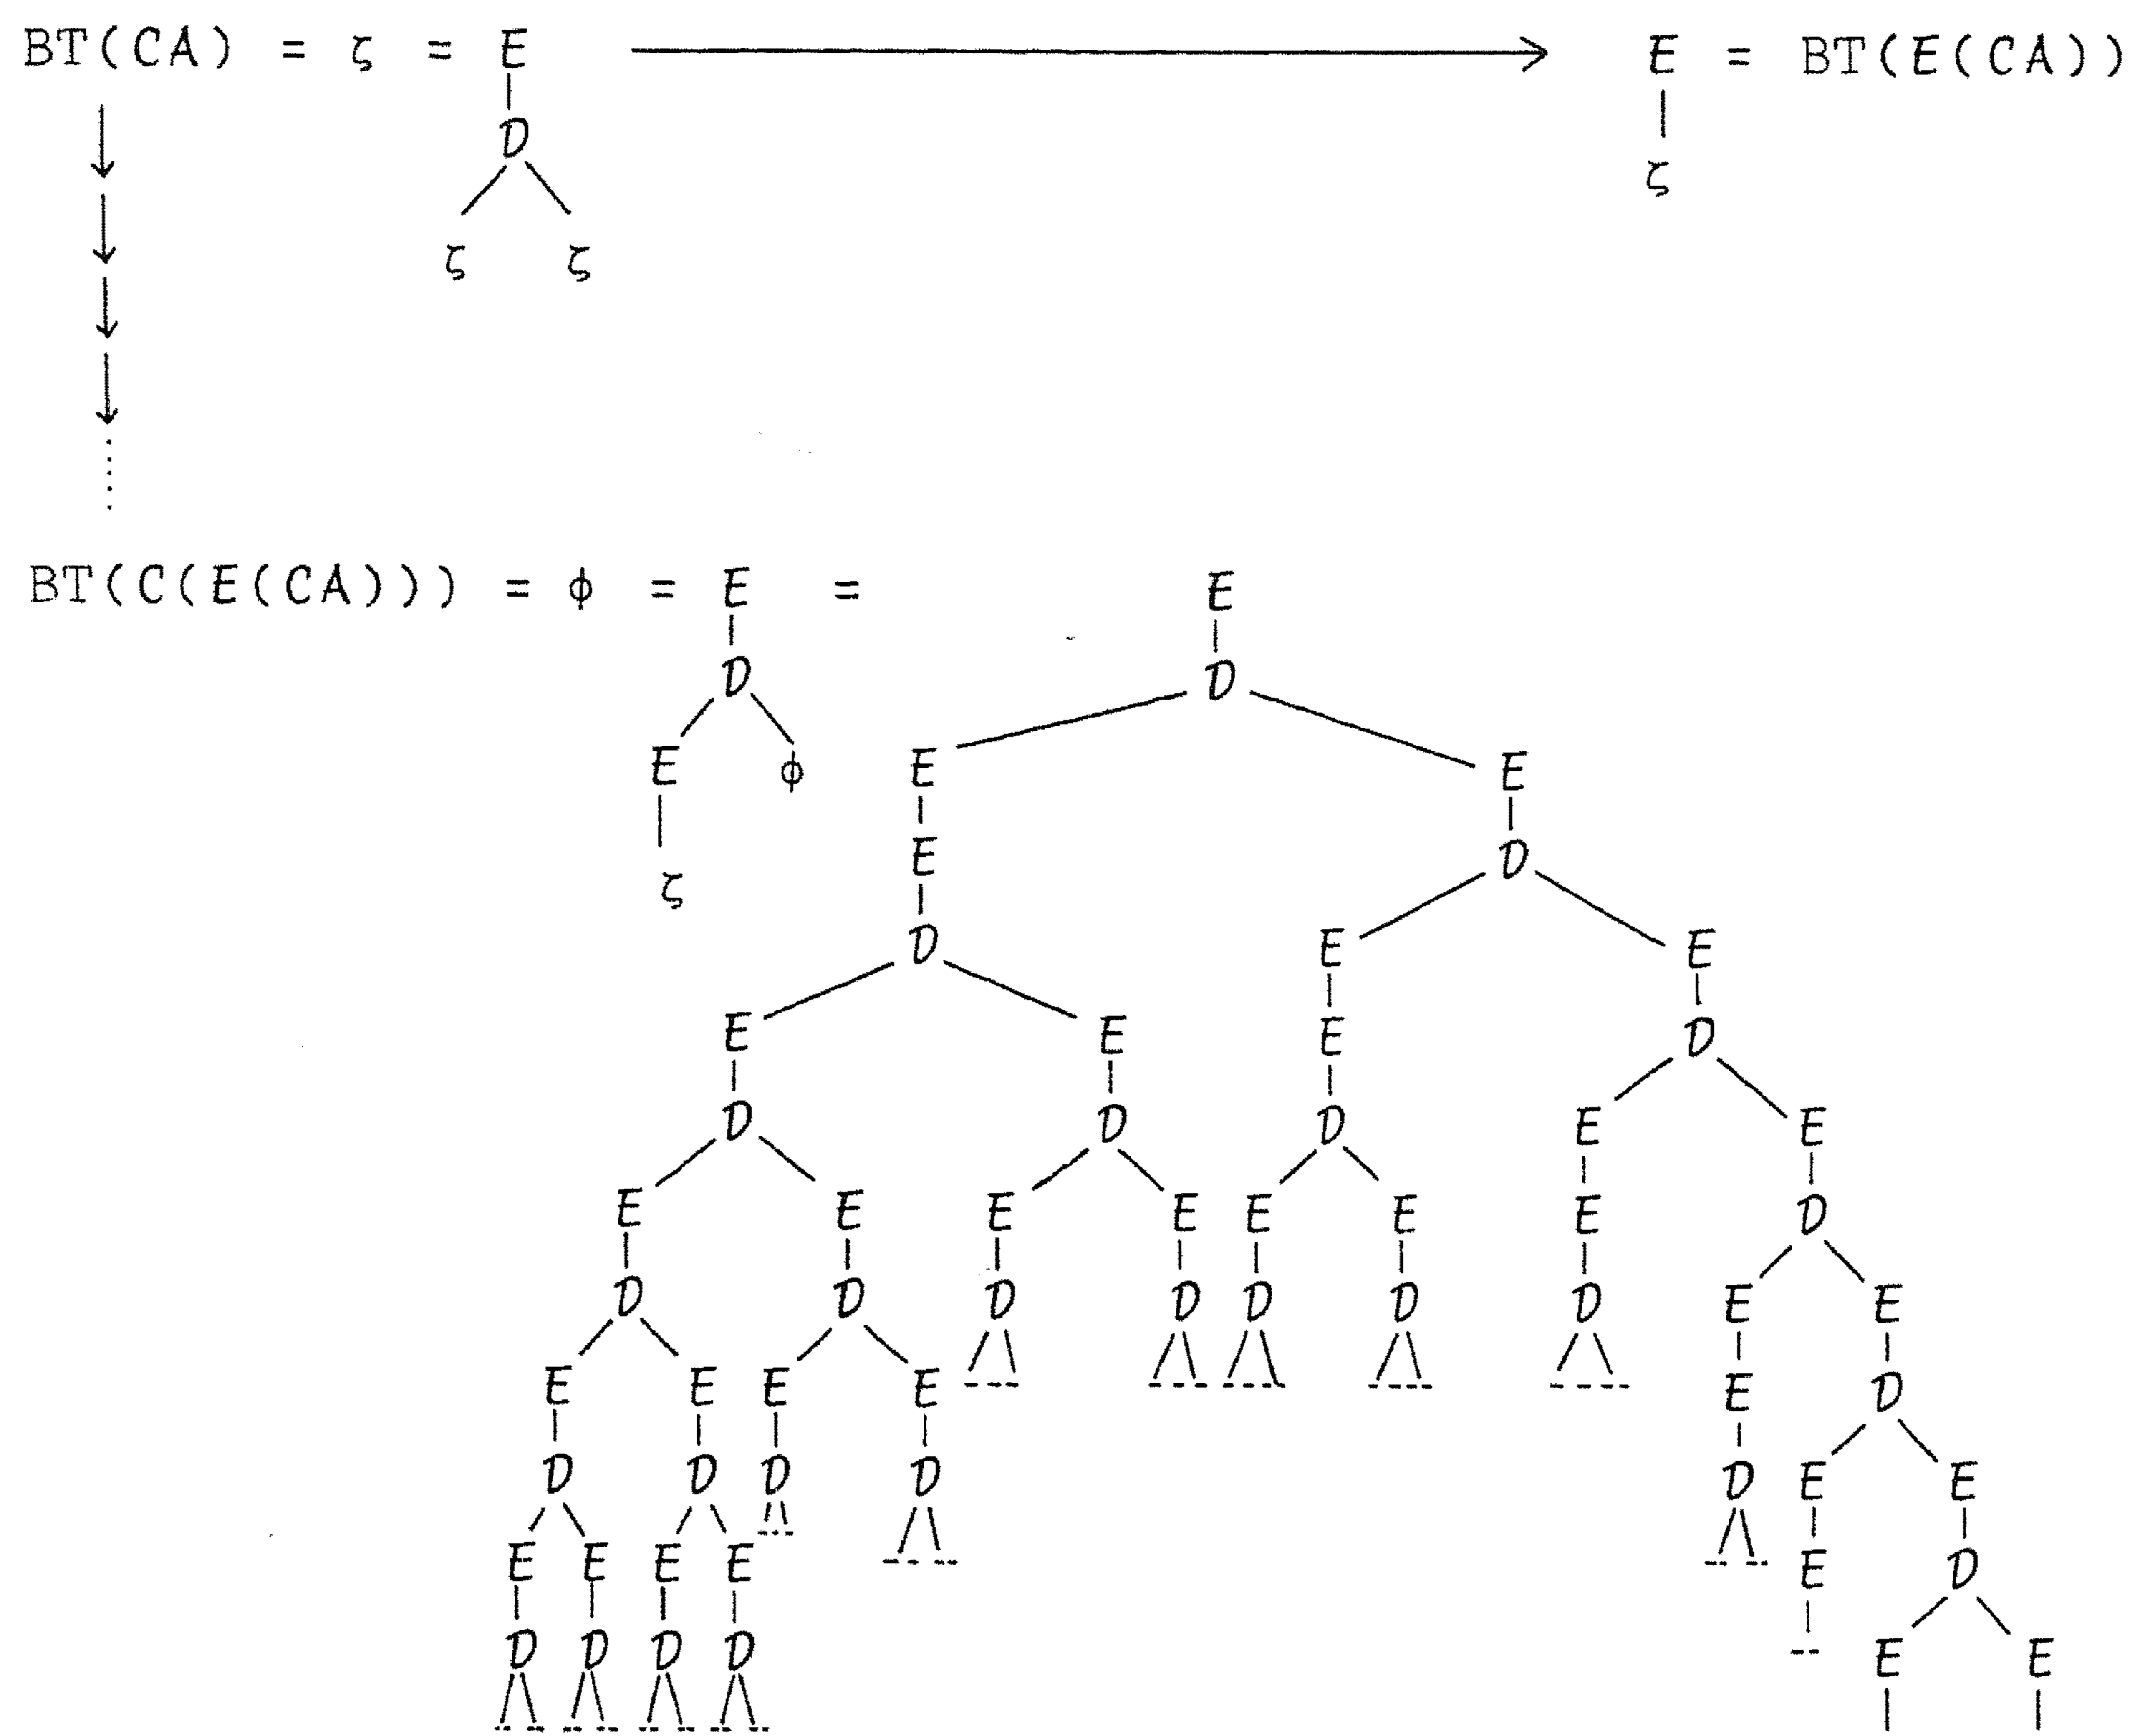 BT(CA) = ζ = E → E = BT(E(CA))
D
ζ
ζ ζ
BT(C(E(CA))) = ϕ = E = E
D D
E ϕ E E
E D
ζ
D E E
E E E D
D D D E E
E E E E E E E D
D D D D D D D E E
E E E E E D
D D D D D E E
E E E E E D
D D D D E E